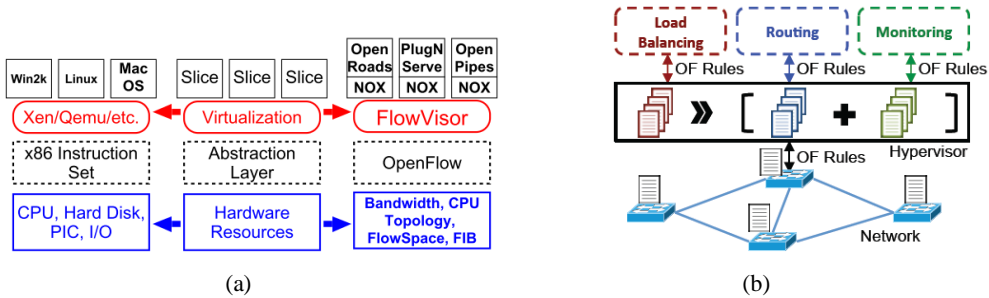 Win2k
Linux
Mac
OS
Slice
Slice
Slice
Open
Roads
NOX
PlugN
Serve
NOX
Open
Pipes
NOX
Xen/Qemu/etc.
Virtualization
FlowVisor
x86 Instruction
Set
Abstraction
Layer
OpenFlow
CPU, Hard Disk,
PIC, I/O
Hardware
Resources
Bandwidth, CPU
Topology,
FlowSpace, FIB
(a)
Load
Balancing
Routing
Monitoring
OF Rules
OF Rules
OF Rules
Hypervisor
OF Rules
Network
(b)